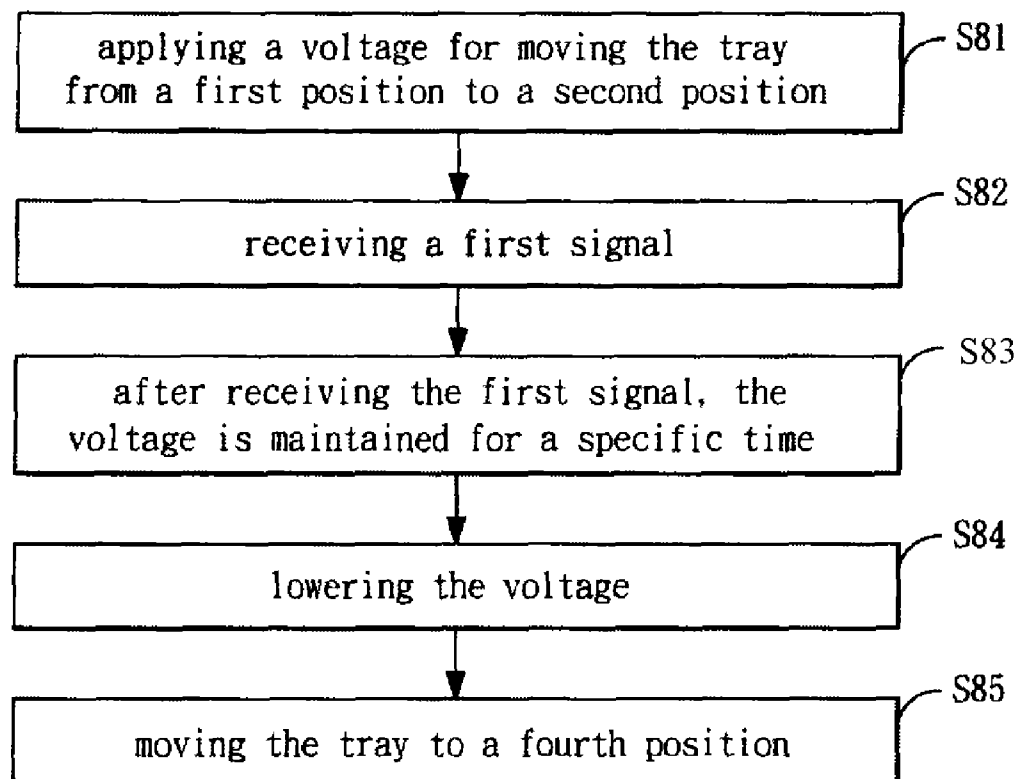 applying a voltage for moving the tray
from a first position to a second position
S81
receiving a first signal
S82
after receiving the first signal, the
voltage is maintained for a specific time
S83
lowering the voltage
S84
moving the tray to a fourth position
S85